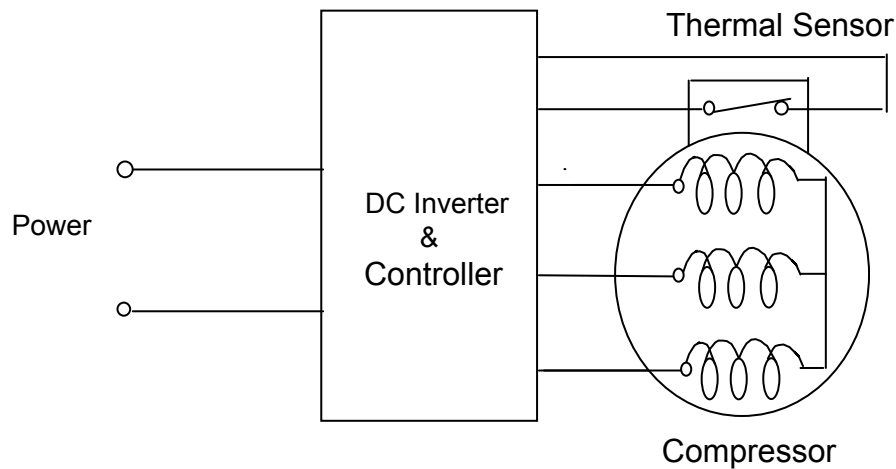 Thermal Sensor
Power
DC Inverter
&
Controller
Compressor